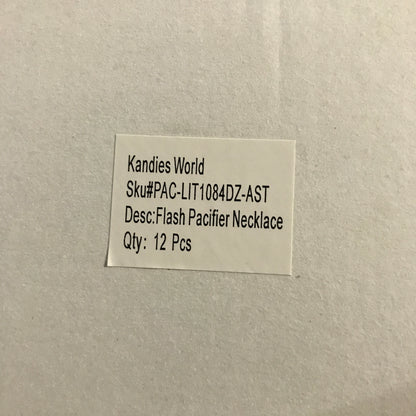 Kandies World
Sku#PAC-LIT1084DZ-AST
Desc:Flash Pacifier Necklace
Qty: 12 Pcs